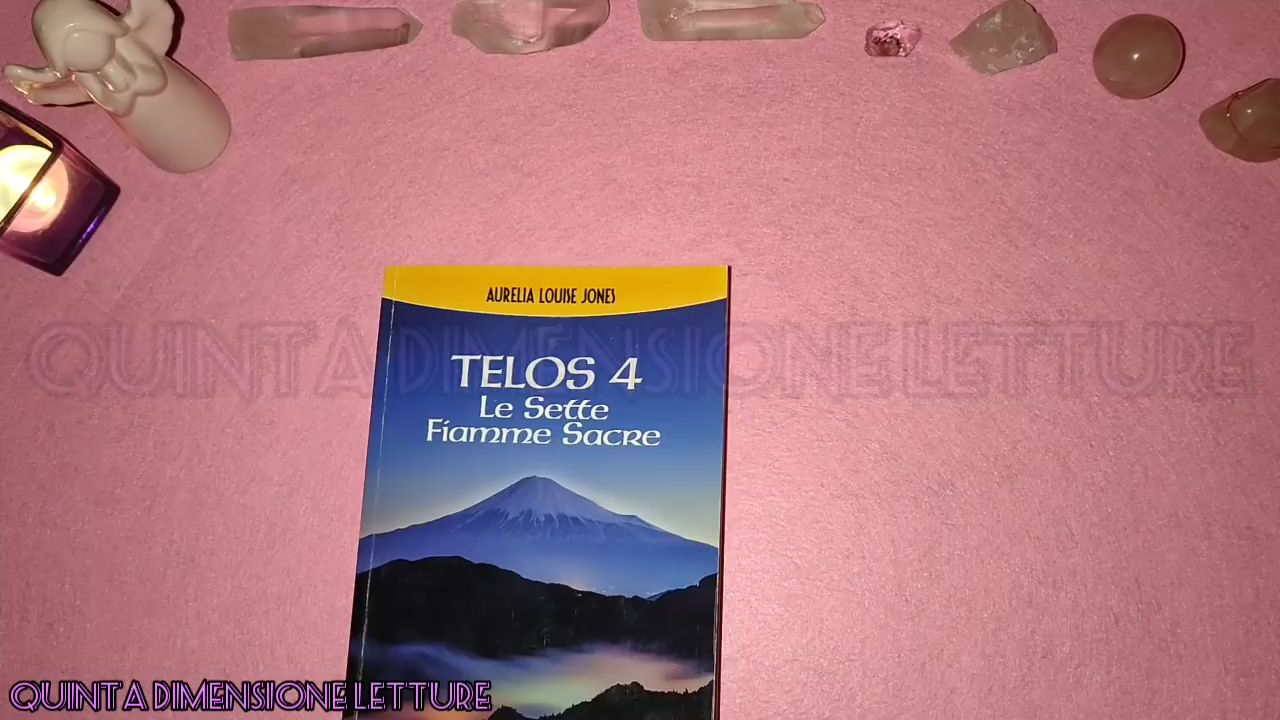 AURELIA LOUISE JONES
QUINTA DIMENSIONE LETTURE
TELOS 4
Le Sette
Fiamme Sacre
QUINTA DIMENSIONE LETTURE